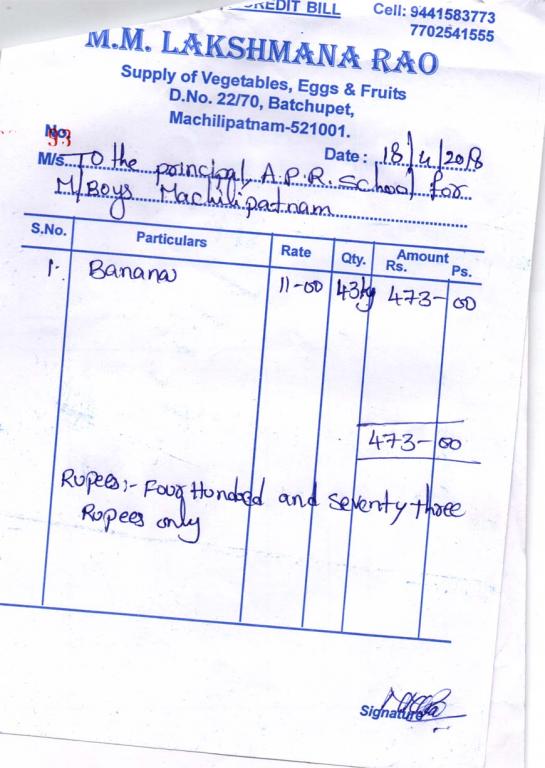 CREDIT BILL
Cell: 9441583773
7702541555
M.M. LAKSHMANA RAO
Supply of Vegetables, Eggs & Fruits
D.No. 22/70, Batchupet,
Machilipatnam-521001.
No. 93
Date: 18/4/2018
M/s. To the principal, A.P.R. School for
M/Boys Machilipatnam
S.No. Particulars Rate Qty. Amount Rs. Ps.
1. Banana 11-00 43kg 473-00
473-00
Rupees:- Four Hundred and seventy three
Rupees only
Signature